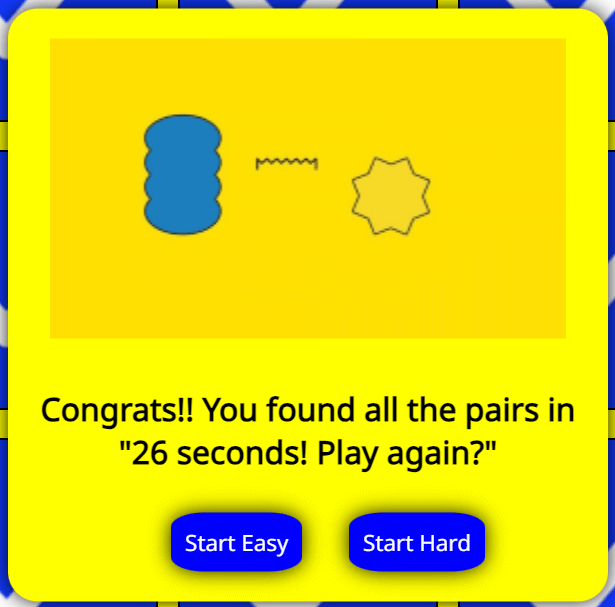 Congrats!! You found all the pairs in
"26 seconds! Play again?"
Start Easy
Start Hard